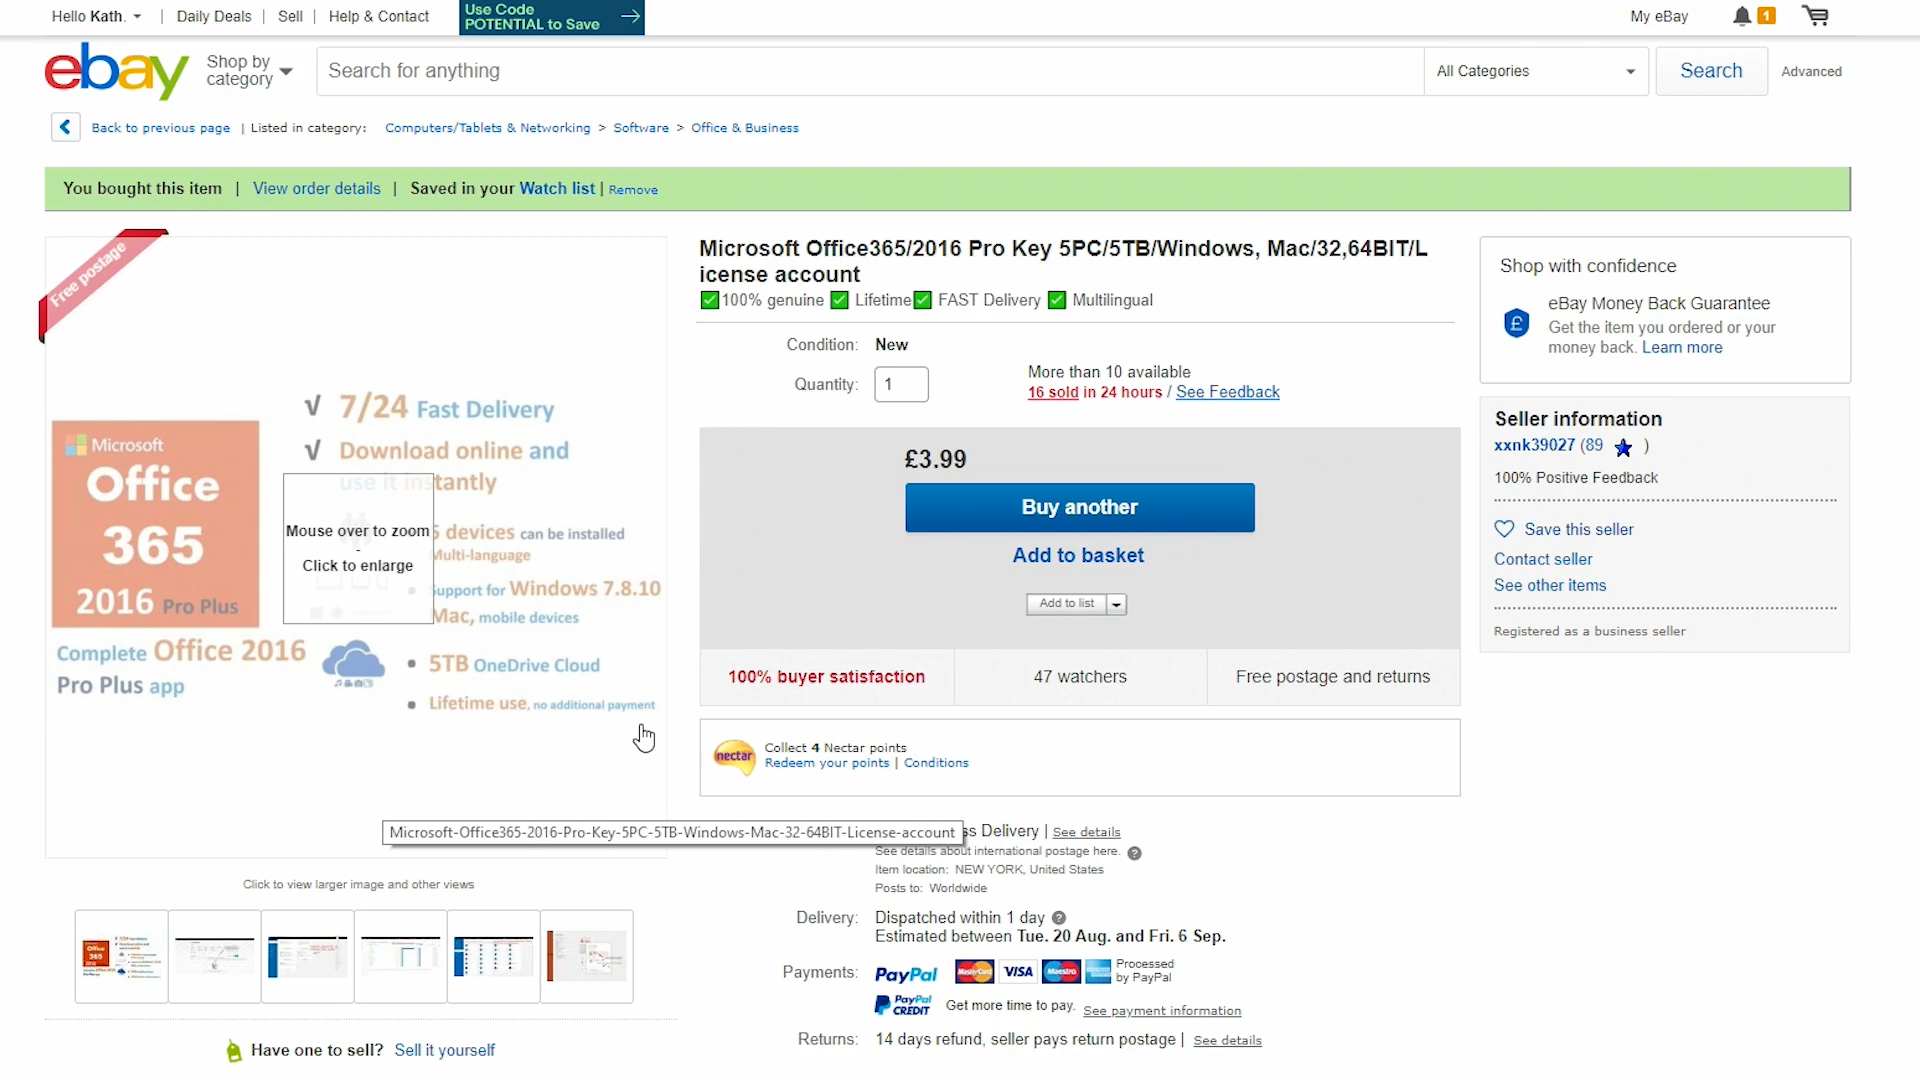 Hello Kath.
Daily Deals
Sell
Help & Contact
Use Code
POTENTIAL to Save
My eBay
1
ebay
Shop by
category
Search for anything
All Categories
Search
Advanced
Back to previous page | Listed in category: Computers/Tablets & Networking > Software > Office & Business
You bought this item | View order details | Saved in your Watch list | Remove
Free postage
Microsoft
Office
365
2016 Pro Plus
Complete Office 2016
Pro Plus app
√ 7/24 Fast Delivery
√ Download online and
use it instantly
Mouse over to zoom
-
Click to enlarge
5 devices can be installed
Multi-language
Support for Windows 7.8.10
Mac, mobile devices
5TB OneDrive Cloud
Lifetime use, no additional payment
Microsoft-Office365-2016-Pro-Key-5PC-5TB-Windows-Mac-32-64BIT-License-account
Click to view larger image and other views
Have one to sell? Sell it yourself
Microsoft Office365/2016 Pro Key 5PC/5TB/Windows, Mac/32,64BIT/L
icense account
✅100% genuine ✅ Lifetime✅ FAST Delivery ✅ Multilingual
Condition: New
Quantity: 1
More than 10 available
16 sold in 24 hours / See Feedback
£3.99
Buy another
Add to basket
Add to list
100% buyer satisfaction
47 watchers
Free postage and returns
nectar
Collect 4 Nectar points
Redeem your points | Conditions
Delivery | See details
See details about international postage here.
Item location: NEW YORK, United States
Posts to: Worldwide
Delivery: Dispatched within 1 day
Estimated between Tue. 20 Aug. and Fri. 6 Sep.
Payments: PayPal MasterCard VISA Maestro Processed
by PayPal
PayPal
CREDIT
Get more time to pay. See payment information
Returns: 14 days refund, seller pays return postage | See details
Shop with confidence
eBay Money Back Guarantee
Get the item you ordered or your
money back. Learn more
Seller information
xxnk39027 (89 )
100% Positive Feedback
Save this seller
Contact seller
See other items
Registered as a business seller